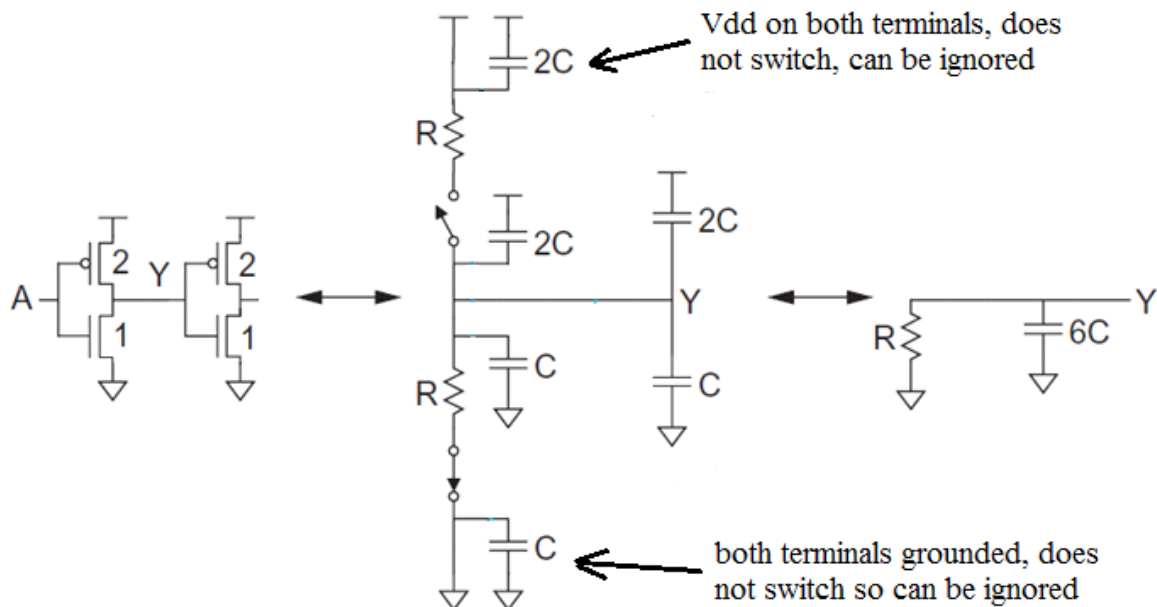 Vdd on both terminals, does
not switch, can be ignored
2C
R
2C
2C
A
2
Y
2
1
1
Y
Y
R
6C
C
R
C
C
both terminals grounded, does
not switch so can be ignored